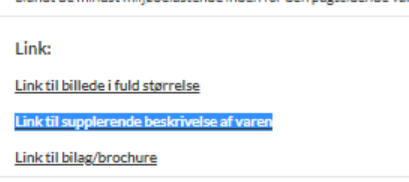 Link:
Link til billede i fuld størrelse
Link til supplerende beskrivelse af varen
Link til bilag/brochure